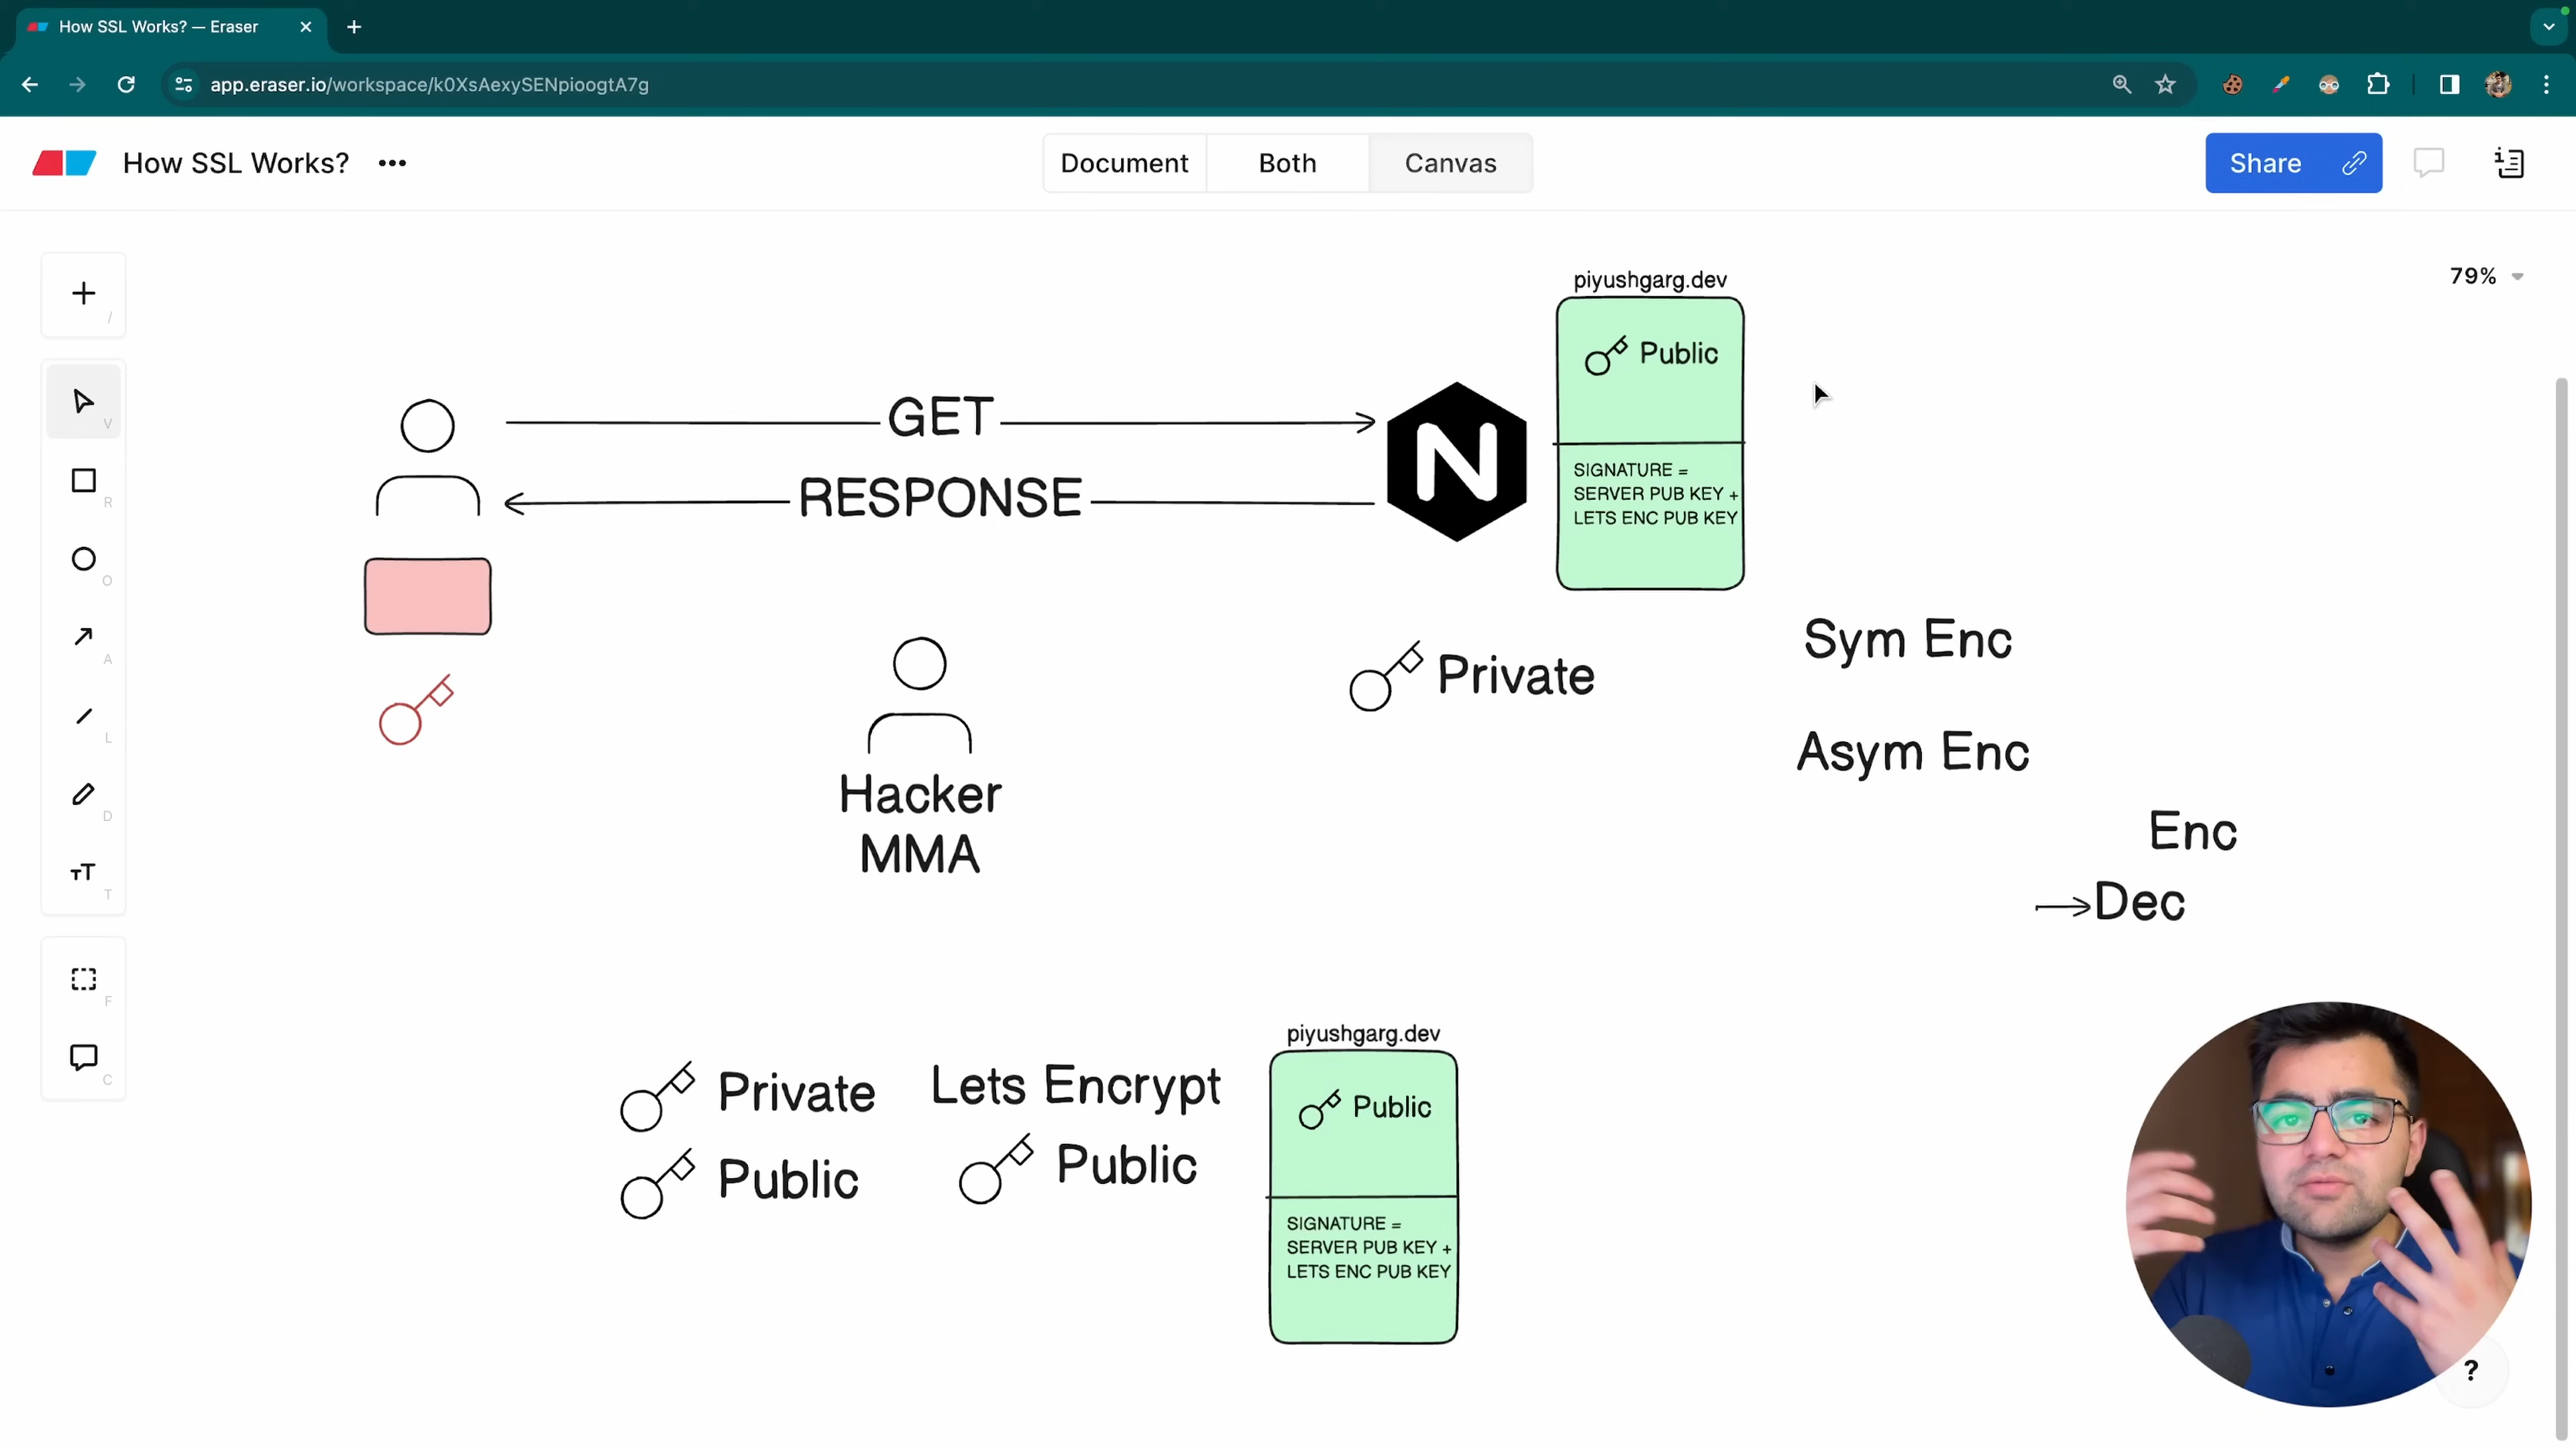 How SSL Works? — Eraser
app.eraser.io/workspace/k0XsAexySENpioogtA7g
How SSL Works?
Document
Both
Canvas
Share
79%
/
V
R
O
A
L
D
T
F
C
piyushgarg.dev
Public
SIGNATURE =
SERVER PUB KEY +
LETS ENC PUB KEY
GET
RESPONSE
N
Private
Sym Enc
Asym Enc
Enc
Dec
Hacker
MMA
Private
Public
Lets Encrypt
Public
piyushgarg.dev
Public
SIGNATURE =
SERVER PUB KEY +
LETS ENC PUB KEY
?